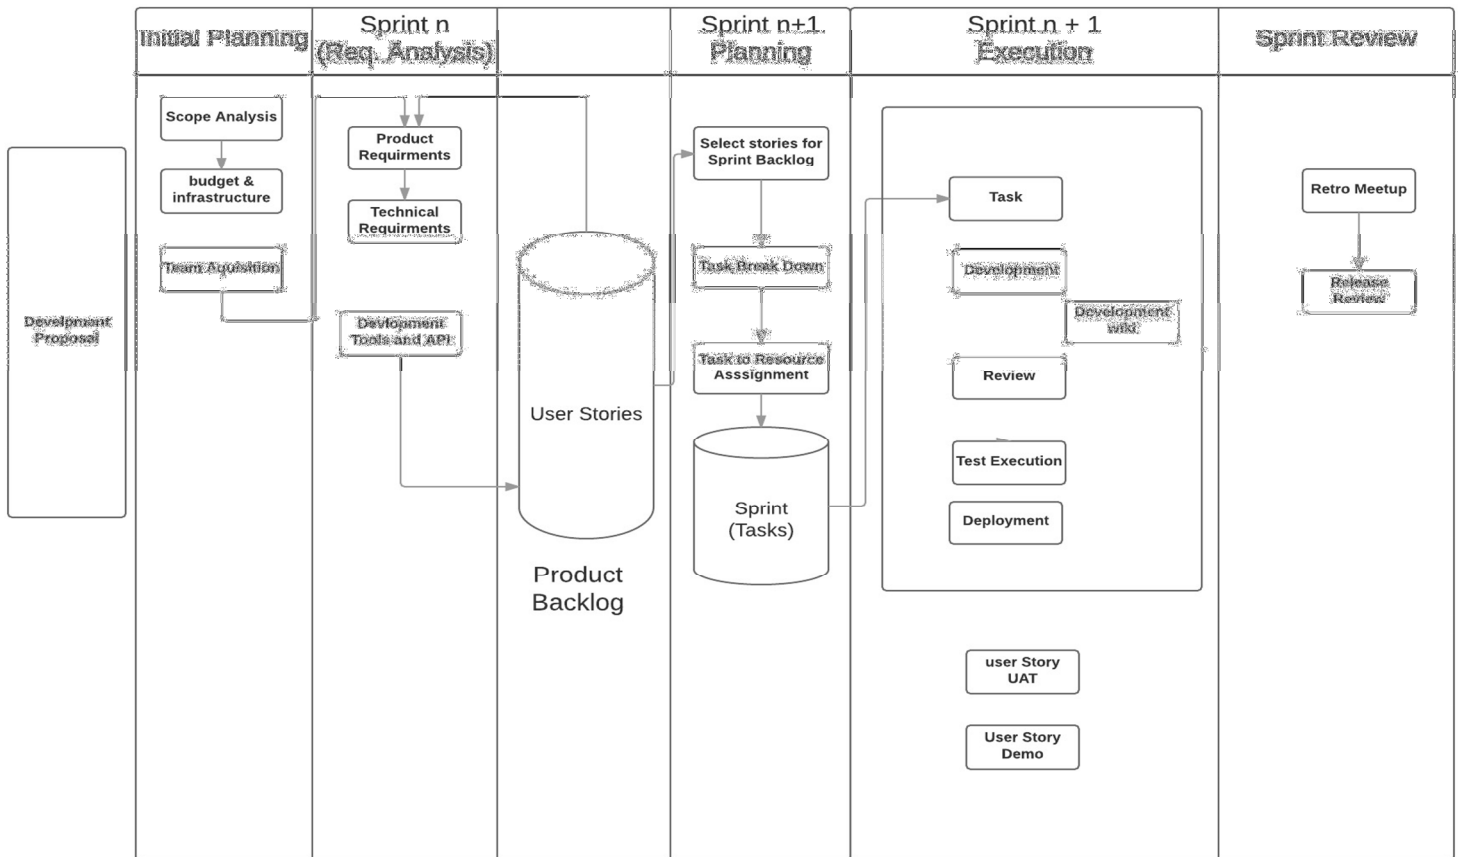 Initial Planning
Sprint n
(Req. Analysis)
Sprint n+1
Planning
Sprint n + 1
Execution
Sprint Review
Develpment
Proposal
Scope Analysis
budget &
infrastructure
Team Aquisition
Product
Requirments
Technical
Requirments
Devlopment
Tools and API
User Stories
Product
Backlog
Select stories for
Sprint Backlog
Task Break Down
Task to Resource
Asssignment
Sprint
(Tasks)
Task
Development
Development
wiki
Review
Test Execution
Deployment
user Story
UAT
User Story
Demo
Retro Meetup
Release
Review